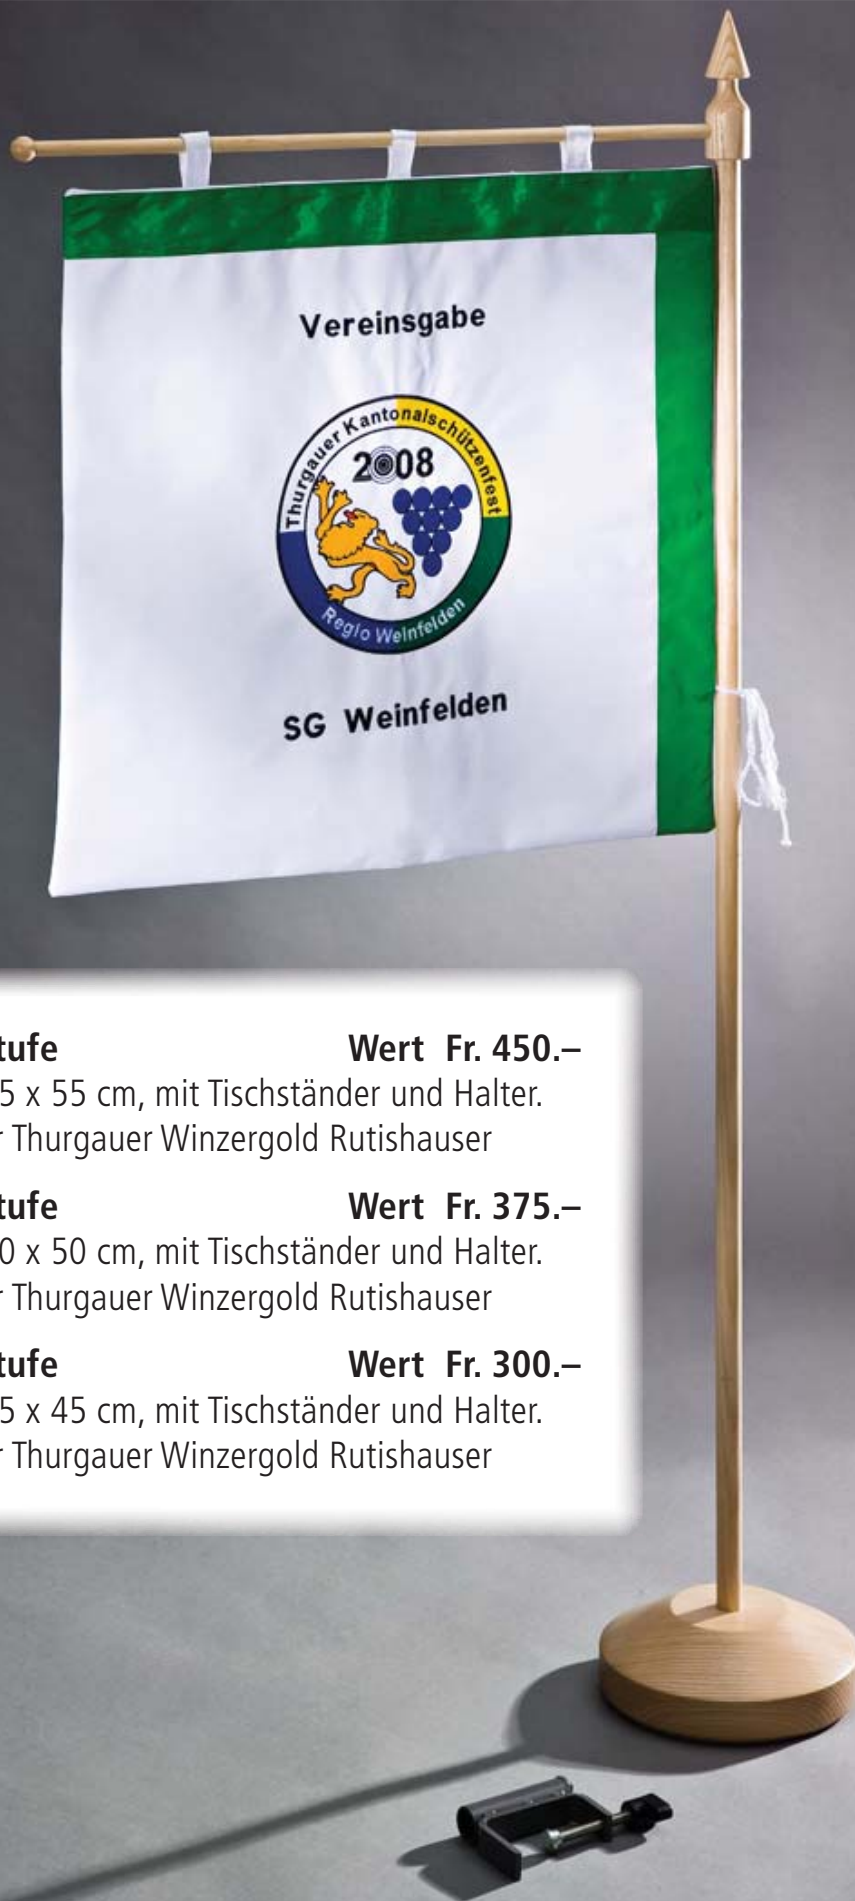 Vereinsgabe
Thurgauer Kantonalschützenfest
2008
Regio Weinfelden
SG Weinfelden
tufe Wert Fr. 450.–
5 x 55 cm, mit Tischständer und Halter.
r Thurgauer Winzergold Rutishauser
tufe Wert Fr. 375.–
0 x 50 cm, mit Tischständer und Halter.
r Thurgauer Winzergold Rutishauser
tufe Wert Fr. 300.–
5 x 45 cm, mit Tischständer und Halter.
r Thurgauer Winzergold Rutishauser